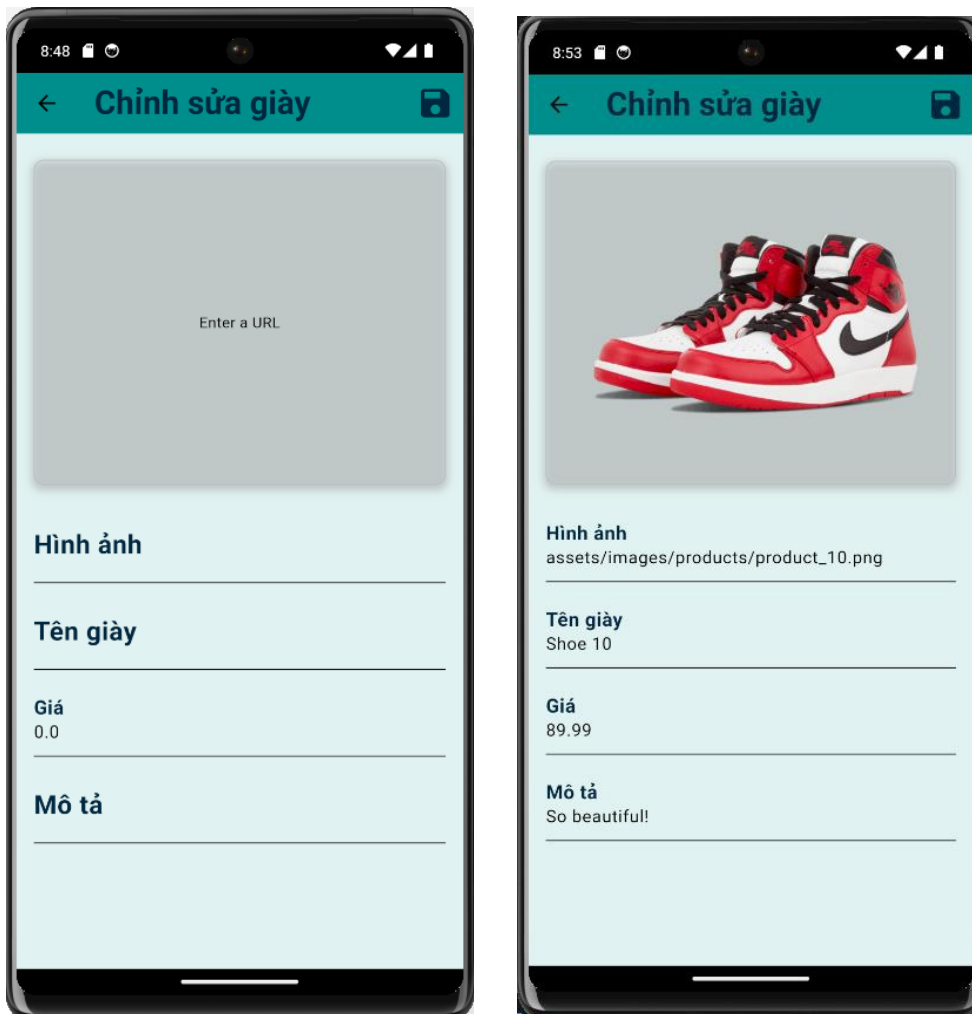 8:48
Chỉnh sửa giày
Enter a URL
Hình ảnh
Tên giày
Giá
0.0
Mô tả
8:53
Chỉnh sửa giày
Hình ảnh
assets/images/products/product_10.png
Tên giày
Shoe 10
Giá
89.99
Mô tả
So beautiful!